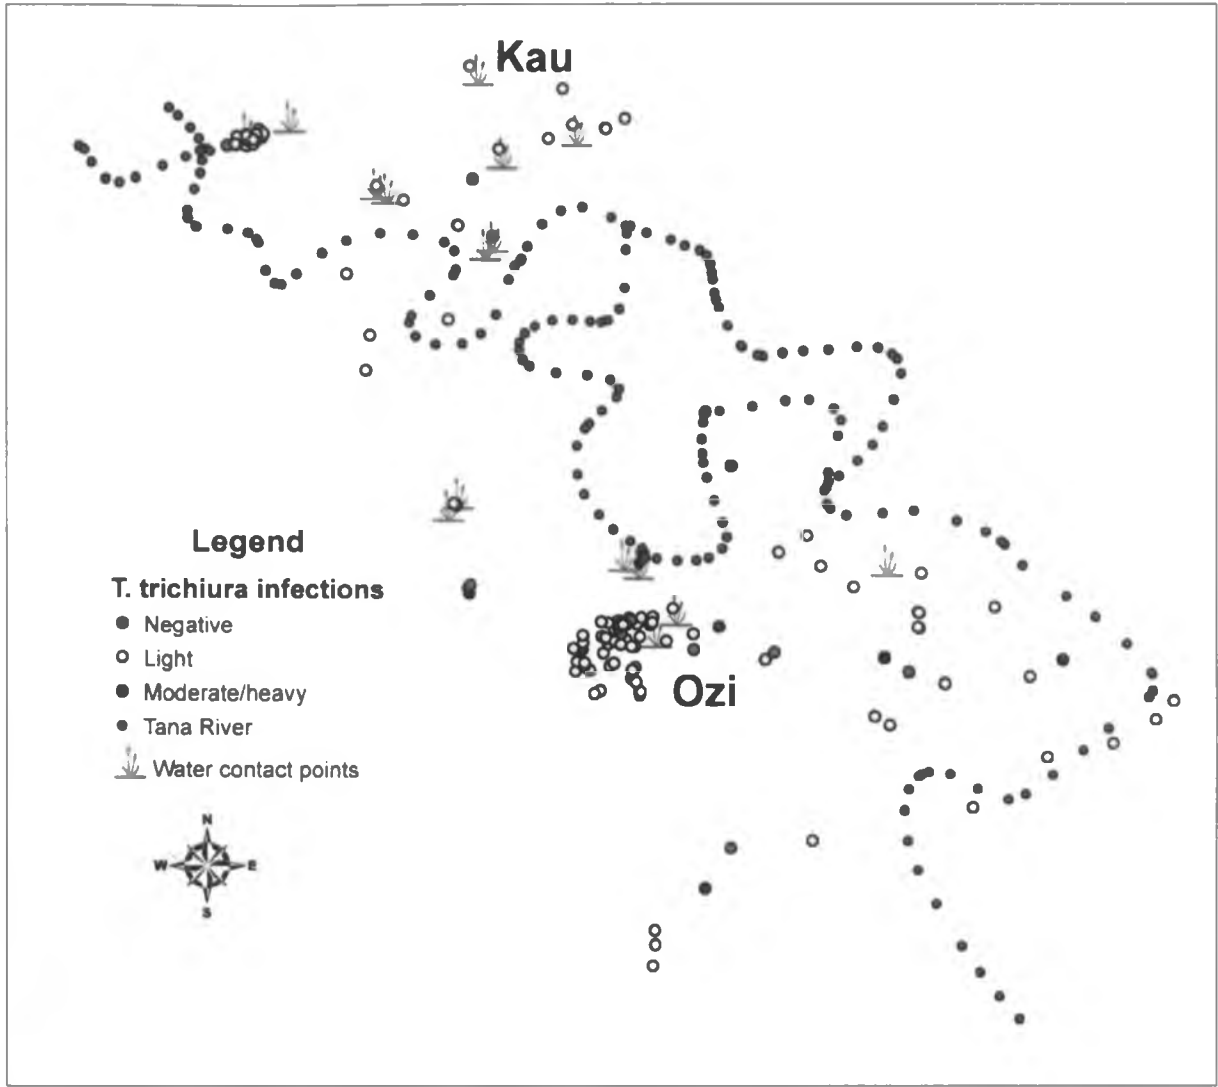 Kau
Legend
T. trichiura infections
Negative
Light
Moderate/heavy
Tana River
Water contact points
N
W E
S
Ozi